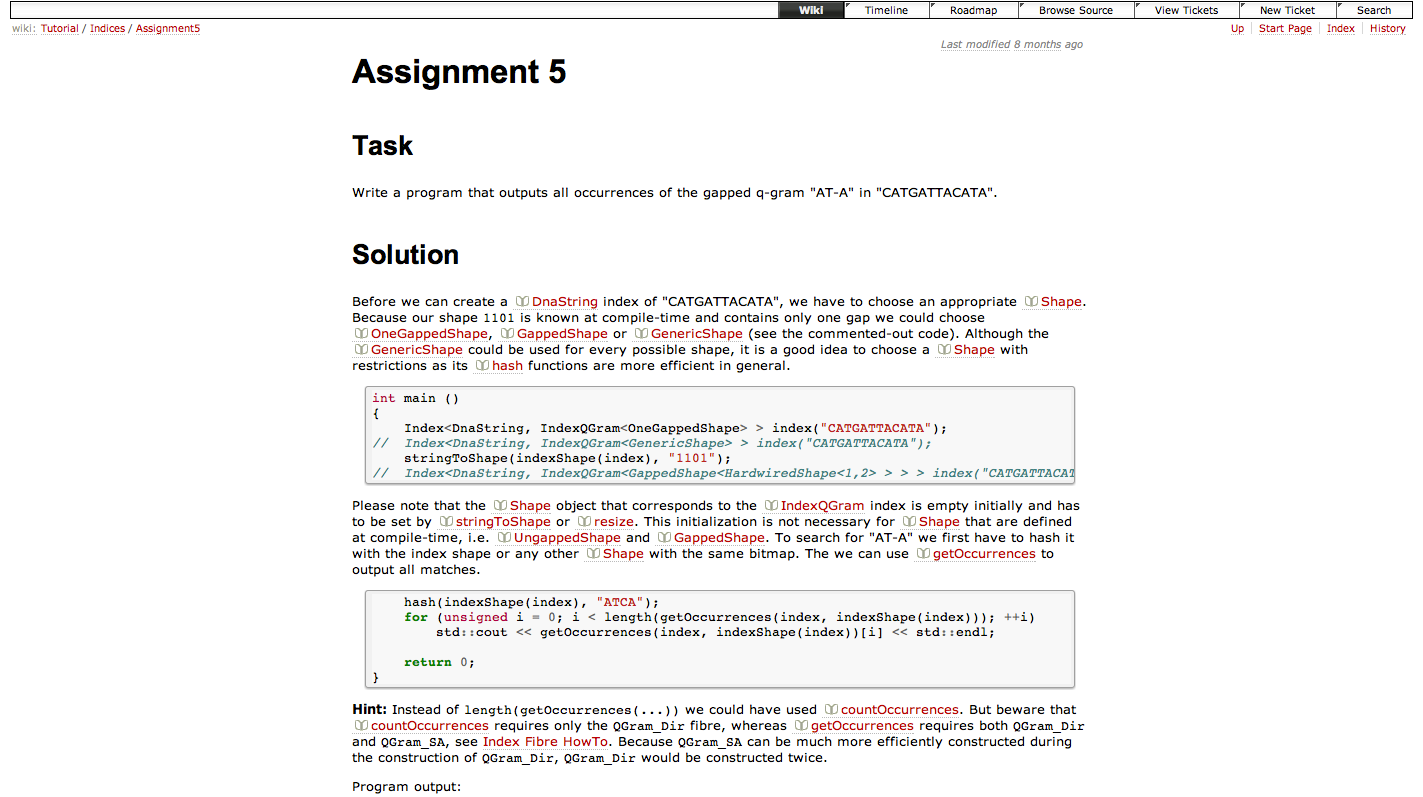 Wiki Timeline Roadmap Browse Source View Tickets New Ticket Search
wiki: Tutorial / Indices / Assignment5 Up Start Page Index History
Last modified 8 months ago
Assignment 5
Task
Write a program that outputs all occurrences of the gapped q-gram "AT-A" in "CATGATTACATA".
Solution
Before we can create a DnaString index of "CATGATTACATA", we have to choose an appropriate Shape.
Because our shape 1101 is known at compile-time and contains only one gap we could choose
OneGappedShape, GappedShape or GenericShape (see the commented-out code). Although the
GenericShape could be used for every possible shape, it is a good idea to choose a Shape with
restrictions as its hash functions are more efficient in general.
int main ()
{
    Index<DnaString, IndexQGram<OneGappedShape> > index("CATGATTACATA");
//  Index<DnaString, IndexQGram<GenericShape> > index("CATGATTACATA");
    stringToShape(indexShape(index), "1101");
//  Index<DnaString, IndexQGram<GappedShape<HardwiredShape<1,2> > > > index("CATGATTACAT
Please note that the Shape object that corresponds to the IndexQGram index is empty initially and has
to be set by stringToShape or resize. This initialization is not necessary for Shape that are defined
at compile-time, i.e. UngappedShape and GappedShape. To search for "AT-A" we first have to hash it
with the index shape or any other Shape with the same bitmap. The we can use getOccurrences to
output all matches.
    hash(indexShape(index), "ATCA");
    for (unsigned i = 0; i < length(getOccurrences(index, indexShape(index))); ++i)
        std::cout << getOccurrences(index, indexShape(index))[i] << std::endl;
    return 0;
}
Hint: Instead of length(getOccurrences(...)) we could have used countOccurrences. But beware that
countOccurrences requires only the QGram_Dir fibre, whereas getOccurrences requires both QGram_Dir
and QGram_SA, see Index Fibre HowTo. Because QGram_SA can be much more efficiently constructed during
the construction of QGram_Dir, QGram_Dir would be constructed twice.
Program output: